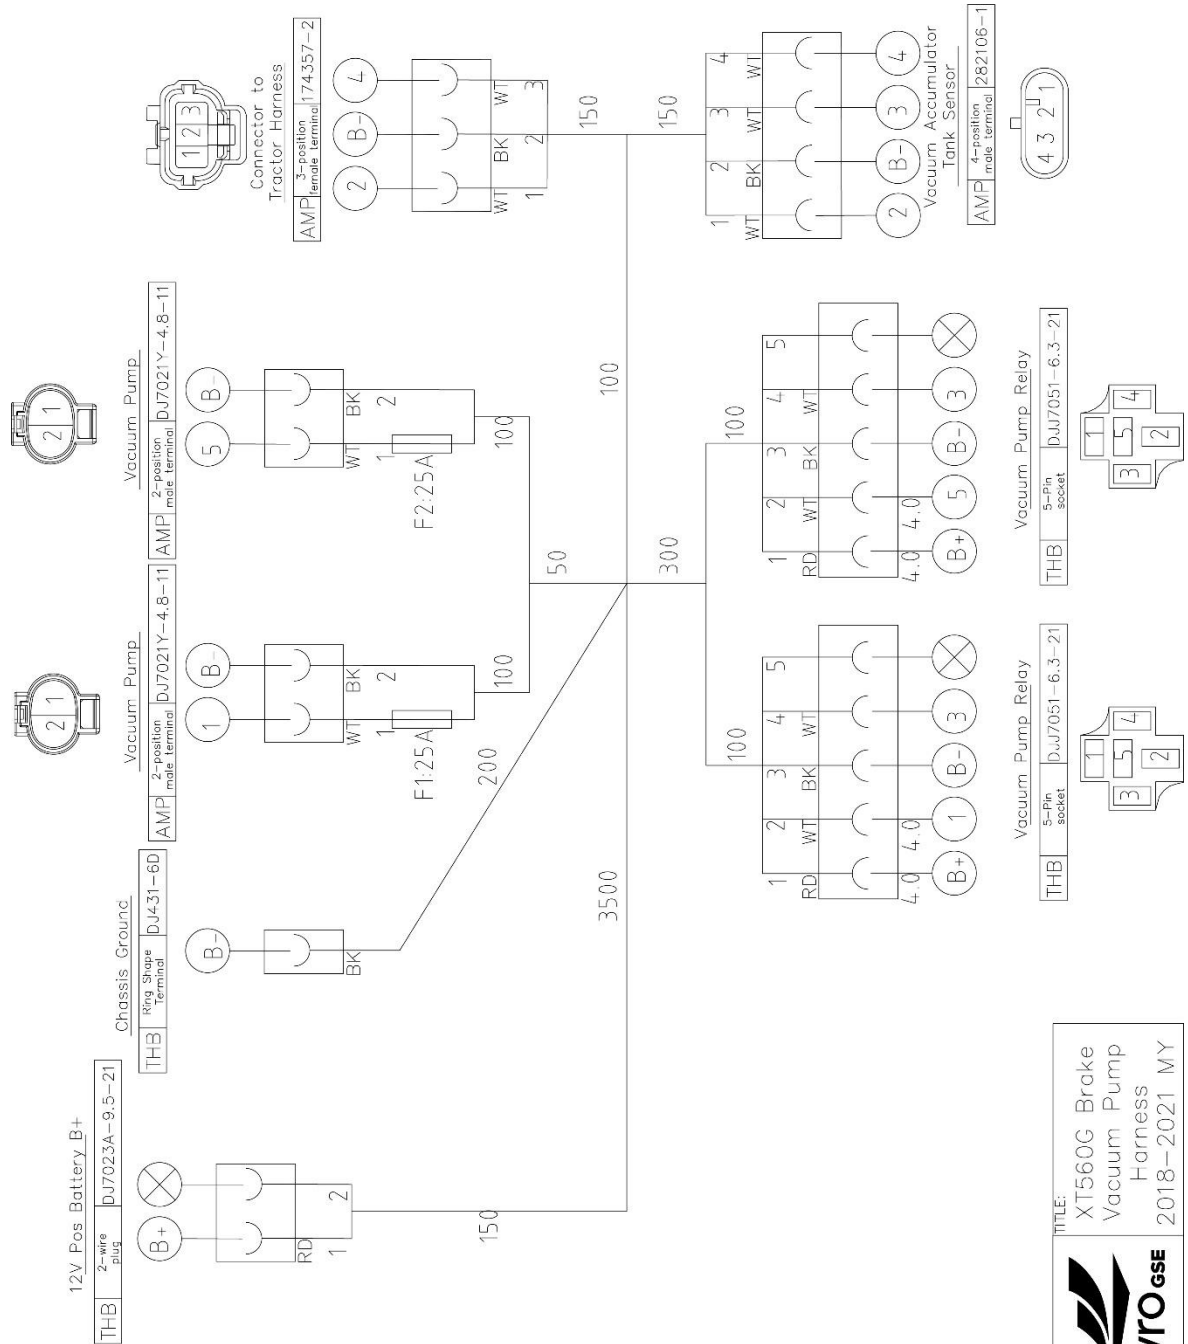 Connector to
Tractor Harness
AMP 3-position female terminal 174357-2
1 2 3
2 B- 4
WT BK WT
1 2 3
150
Vacuum Pump
AMP 2-position male terminal DJ7021Y-4.8-11
2 1
5 B-
WT BK
1 2
F2:25A
100
Vacuum Pump
AMP 2-position male terminal DJ7021Y-4.8-11
2 1
1 B-
WT BK
1 2
F1:25A
100
50
Chassis Ground
THB Ring Shape Terminal DJ431-6D
B-
BK
200
12V Pos Battery B+
THB 2-wire plug DJ7023A-9.5-21
B+
RD
1 2
150
3500
100
300
150
1 2 3 4
WT BK WT WT
2 B- 3 4
Vacuum Accumulator
Tank Sensor
AMP 4-position male terminal 282106-1
4 3 2 1
100
1 2 3 4 5
RD WT BK WT
4.0 4.0
B+ 5 B- 3
Vacuum Pump Relay
THB 5-Pin socket DJJ7051-6.3-21
1
3 5 4
2
100
1 2 3 4 5
RD WT BK WT
4.0 4.0
B+ 1 B- 3
Vacuum Pump Relay
THB 5-Pin socket DJJ7051-6.3-21
1
3 5 4
2
TITLE:
XT560G Brake
Vacuum Pump
Harness
2018-2021 MY
GSE